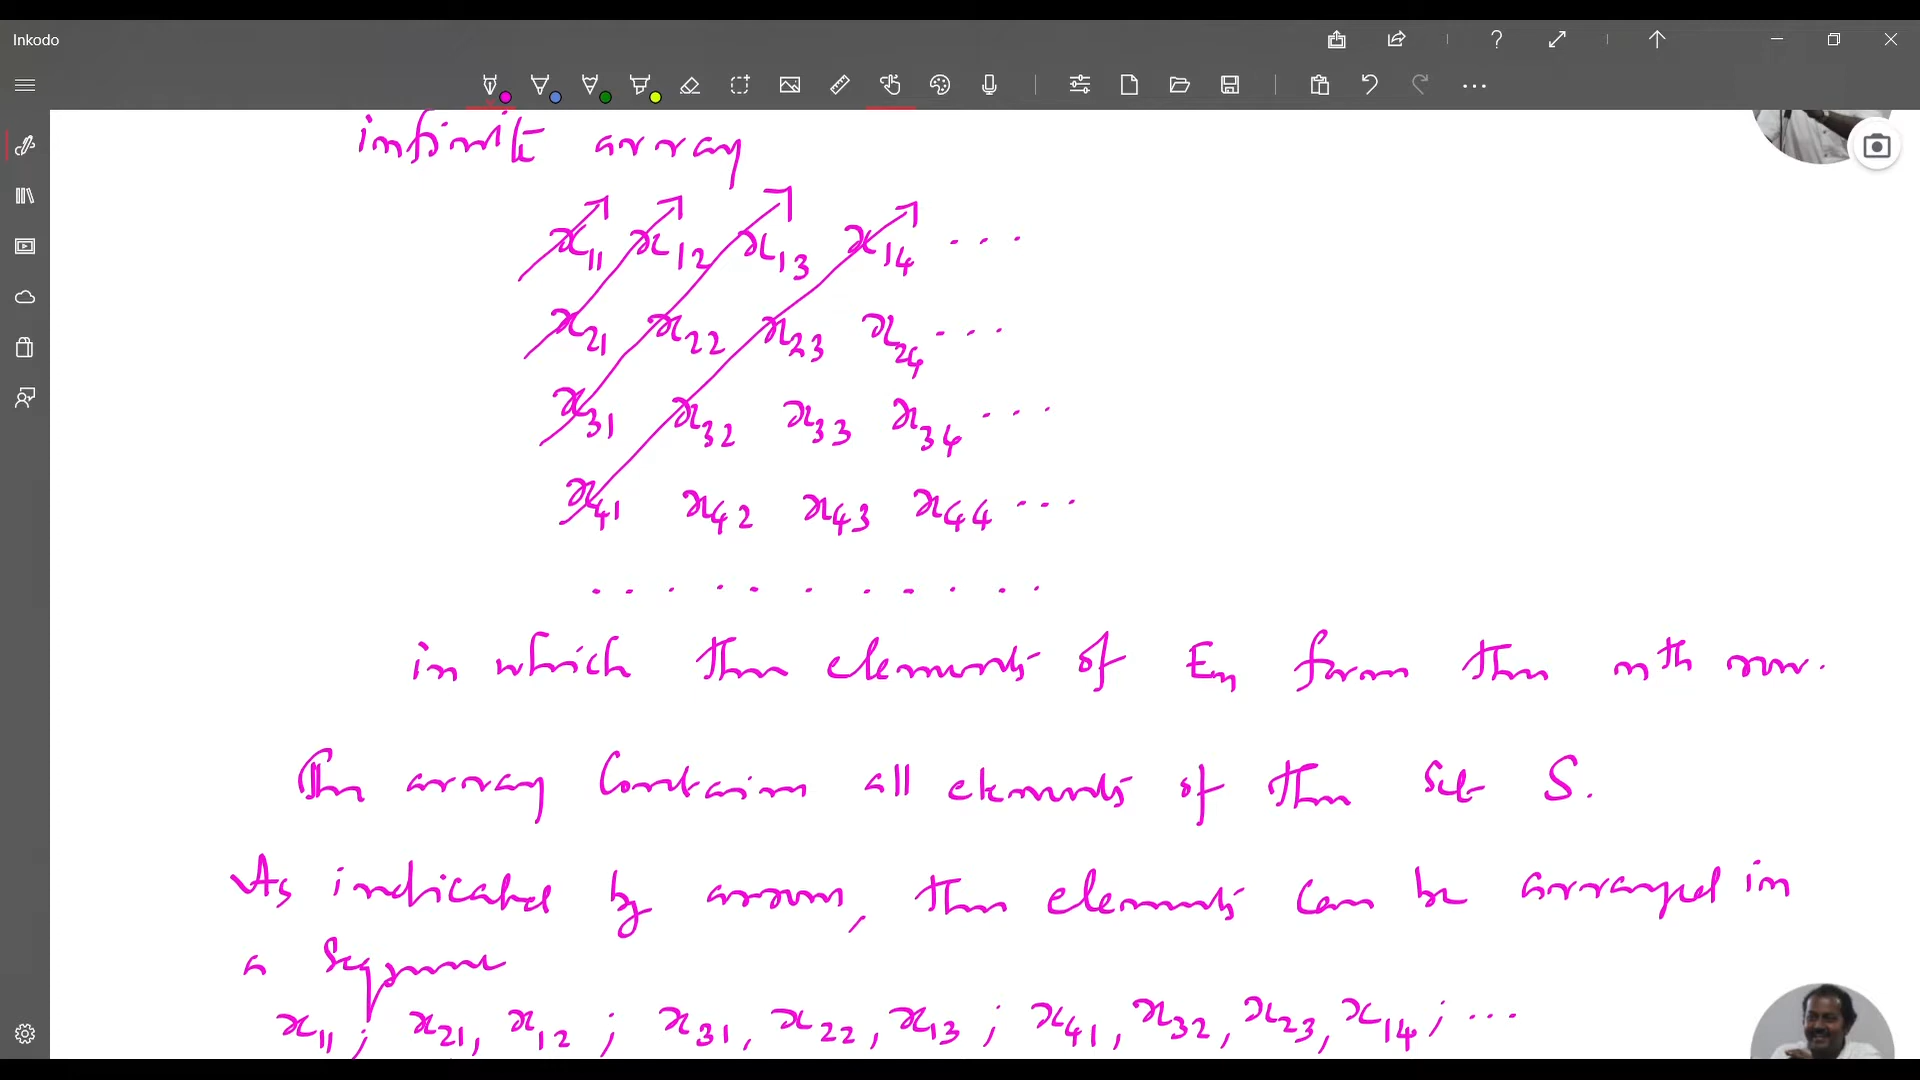 Inkodo
infinite array
x11 x12 x13 x14 ...
x21 x22 x23 x24 ...
x31 x32 x33 x34 ...
x41 x42 x43 x44 ...
. . . . . . . . . . .
in which the elements of En form the nth row.
The array contains all elements of the set S.
As indicated by arrows, the elements can be arranged in
a sequence
x11; x21, x12; x31, x22, x13; x41, x32, x23, x14; ...